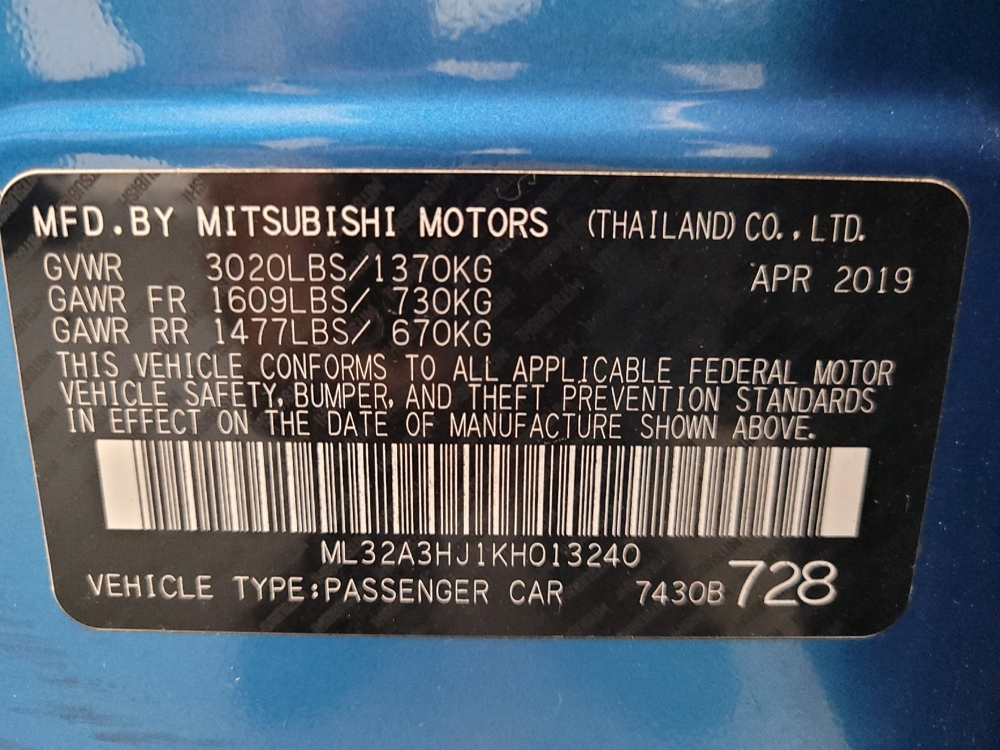 MFD.BY MITSUBISHI MOTORS (THAILAND) CO., LTD.
GVWR 3020LBS/1370KG APR 2019
GAWR FR 1609LBS/ 730KG
GAWR RR 1477LBS/ 670KG
THIS VEHICLE CONFORMS TO ALL APPLICABLE FEDERAL MOTOR
VEHICLE SAFETY, BUMPER, AND THEFT PREVENTION STANDARDS
IN EFFECT ON THE DATE OF MANUFACTURE SHOWN ABOVE.
ML32A3HJ1KH013240
VEHICLE TYPE:PASSENGER CAR 7430B 728